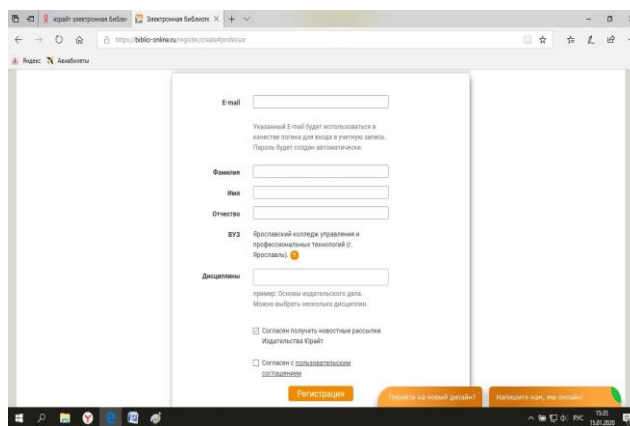 юрайт электронная библи
Электронная библиоте
https://biblio-online.ru/register/create#professor
Яндекс Авиабилеты
E-mail
Указанный E-mail будет использоваться в
качестве логина для входа в учетную запись.
Пароль будет создан автоматически.
Фамилия
Имя
Отчество
ВУЗ Ярославский колледж управления и
профессиональных технологий (г.
Ярославль).
Дисциплины
пример: Основы издательского дела.
Можно выбрать несколько дисциплин.
Согласен получать новостные рассылки
Издательства Юрайт
Согласен с пользовательским
соглашением
Регистрация
Перейти на новый дизайн?
Напишите нам, мы онлайн!
РУС
15:35
15.01.2020